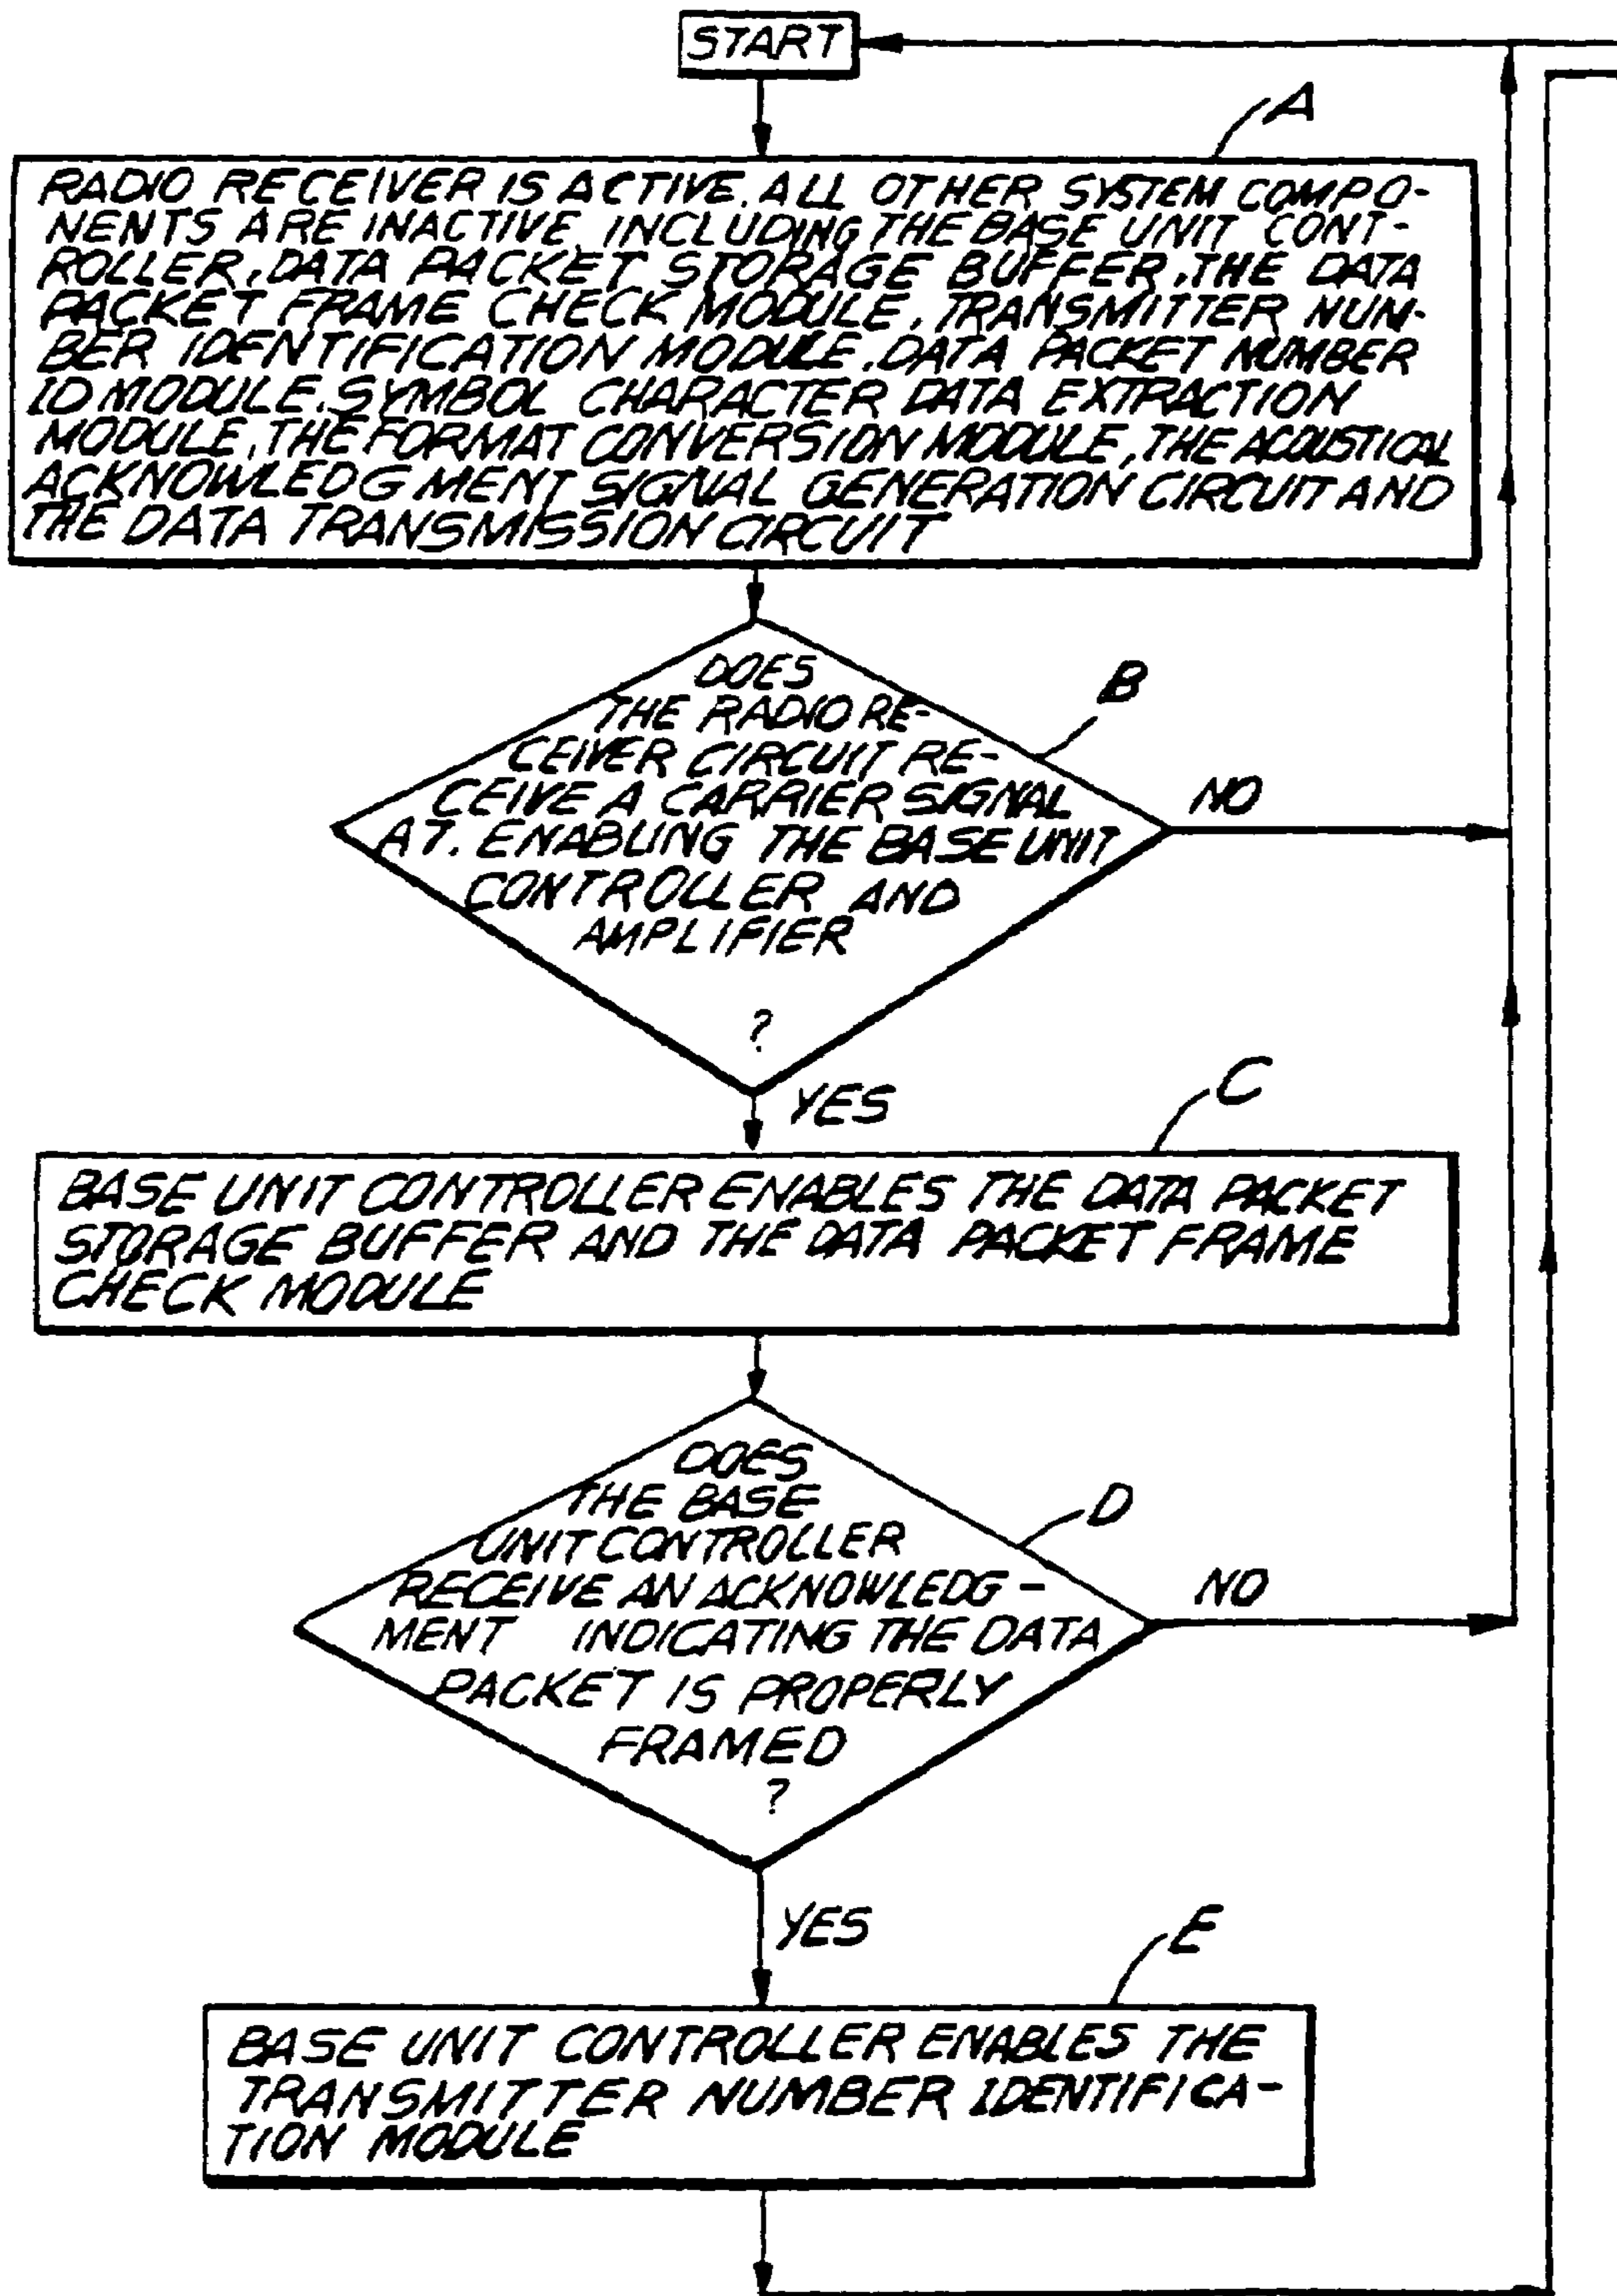 START
A
RADIO RECEIVER IS ACTIVE. ALL OTHER SYSTEM COMPO-
NENTS ARE INACTIVE, INCLUDING THE BASE UNIT CONT-
ROLLER, DATA PACKET STORAGE BUFFER, THE DATA
PACKET FRAME CHECK MODULE, TRANSMITTER NUM-
BER IDENTIFICATION MODULE, DATA PACKET NUMBER
ID MODULE, SYMBOL CHARACTER DATA EXTRACTION
MODULE, THE FORMAT CONVERSION MODULE, THE ACOUSTICAL
ACKNOWLEDGMENT SIGNAL GENERATION CIRCUIT AND
THE DATA TRANSMISSION CIRCUIT
DOES
THE RADIO RE-
CEIVER CIRCUIT RE-
CEIVE A CARRIER SIGNAL
AT. ENABLING THE BASE UNIT
CONTROLLER AND
AMPLIFIER
?
B
NO
YES
C
BASE UNIT CONTROLLER ENABLES THE DATA PACKET
STORAGE BUFFER AND THE DATA PACKET FRAME
CHECK MODULE
DOES
THE BASE
UNIT CONTROLLER
RECEIVE AN ACKNOWLEDG-
MENT INDICATING THE DATA
PACKET IS PROPERLY
FRAMED
?
D
NO
YES
E
BASE UNIT CONTROLLER ENABLES THE
TRANSMITTER NUMBER IDENTIFICA-
TION MODULE